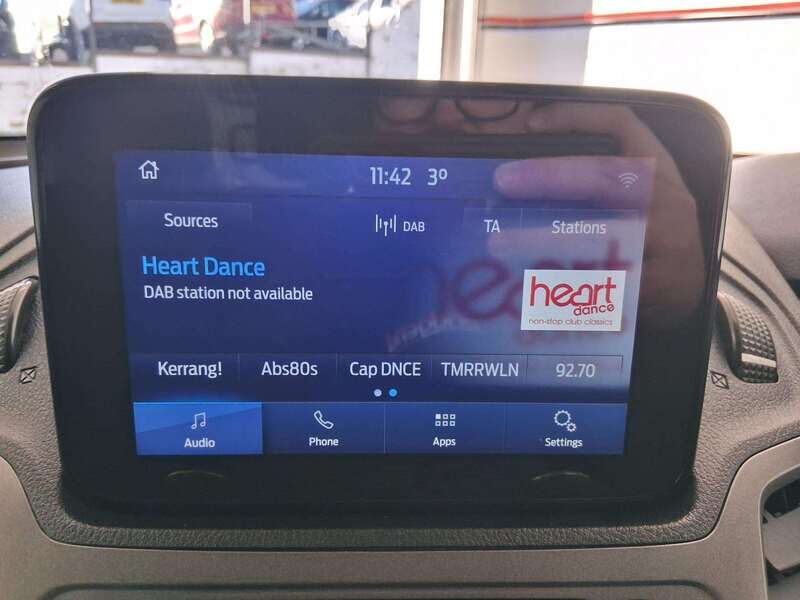 11:42 3°
Sources
DAB
TA
Stations
Heart Dance
DAB station not available
heart
dance
non-stop club classics
Kerrang!
Abs80s
Cap DNCE
TMRRWLN
92.70
Audio
Phone
Apps
Settings